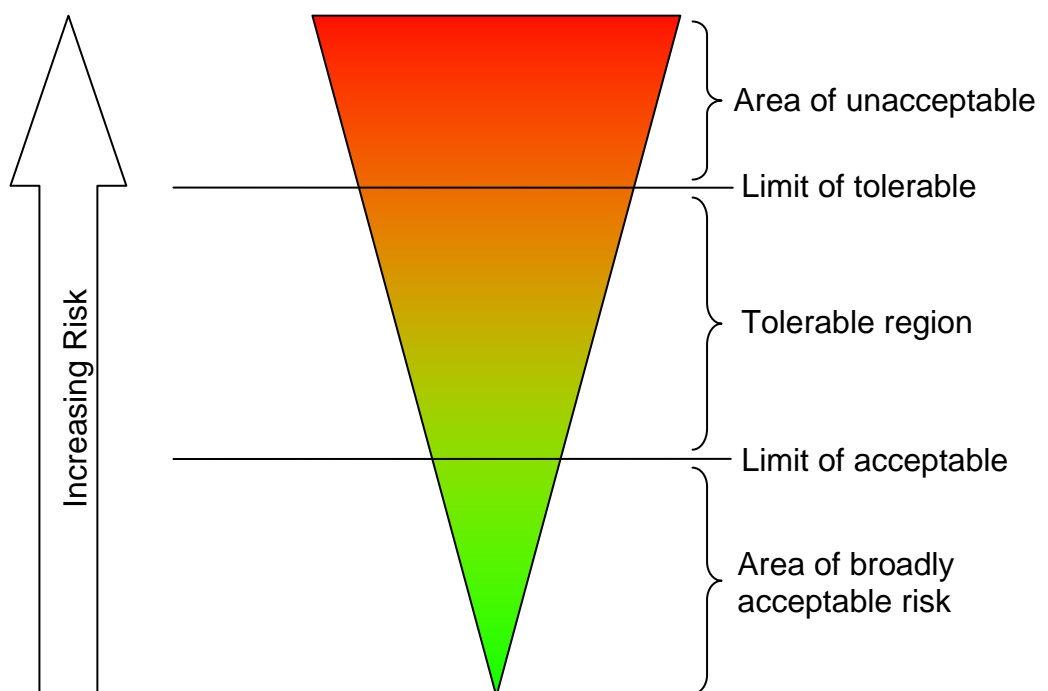 Area of unacceptable
Limit of tolerable
Increasing Risk
Tolerable region
Limit of acceptable
Area of broadly
acceptable risk